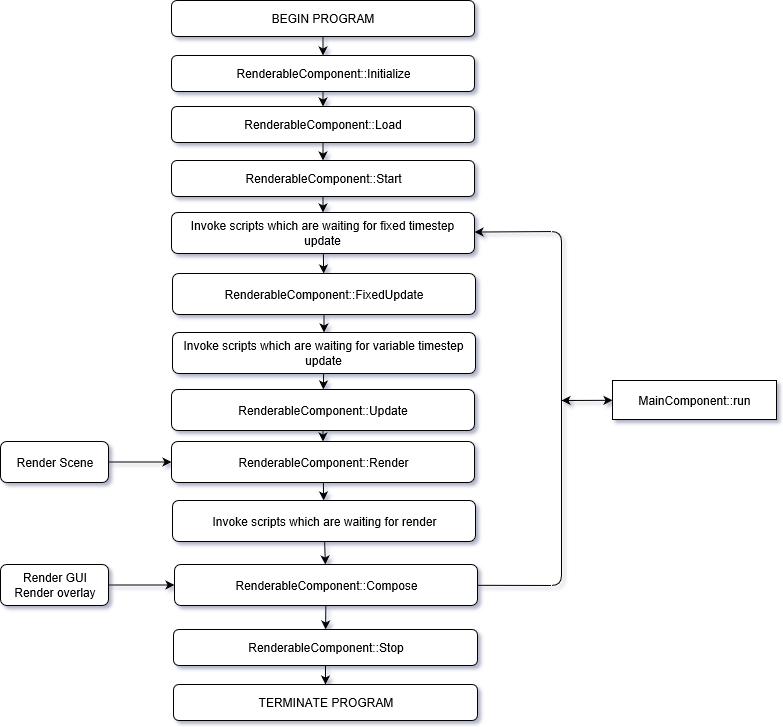 BEGIN PROGRAM
RenderableComponent::Initialize
RenderableComponent::Load
RenderableComponent::Start
Invoke scripts which are waiting for fixed timestep
update
RenderableComponent::FixedUpdate
Invoke scripts which are waiting for variable timestep
update
RenderableComponent::Update
MainComponent::run
Render Scene
RenderableComponent::Render
Invoke scripts which are waiting for render
Render GUI
Render overlay
RenderableComponent::Compose
RenderableComponent::Stop
TERMINATE PROGRAM